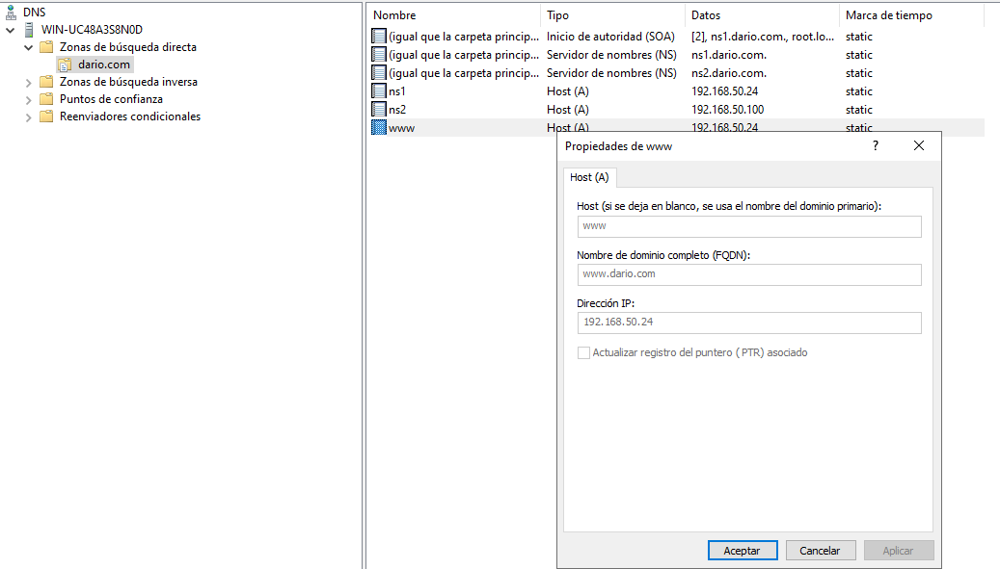 DNS
WIN-UC48A3S8N0D
Zonas de búsqueda directa
dario.com
Zonas de búsqueda inversa
Puntos de confianza
Reenviadores condicionales
Nombre Tipo Datos Marca de tiempo
(igual que la carpeta princip... Inicio de autoridad (SOA) [2], ns1.dario.com., root.lo... static
(igual que la carpeta princip... Servidor de nombres (NS) ns1.dario.com. static
(igual que la carpeta princip... Servidor de nombres (NS) ns2.dario.com. static
ns1 Host (A) 192.168.50.24 static
ns2 Host (A) 192.168.50.100 static
www Host (A) 192.168.50.24 static
Propiedades de www ?
Host (A)
Host (si se deja en blanco, se usa el nombre del dominio primario):
www
Nombre de dominio completo (FQDN):
www.dario.com
Dirección IP:
192.168.50.24
Actualizar registro del puntero ( PTR) asociado
Aceptar Cancelar Aplicar